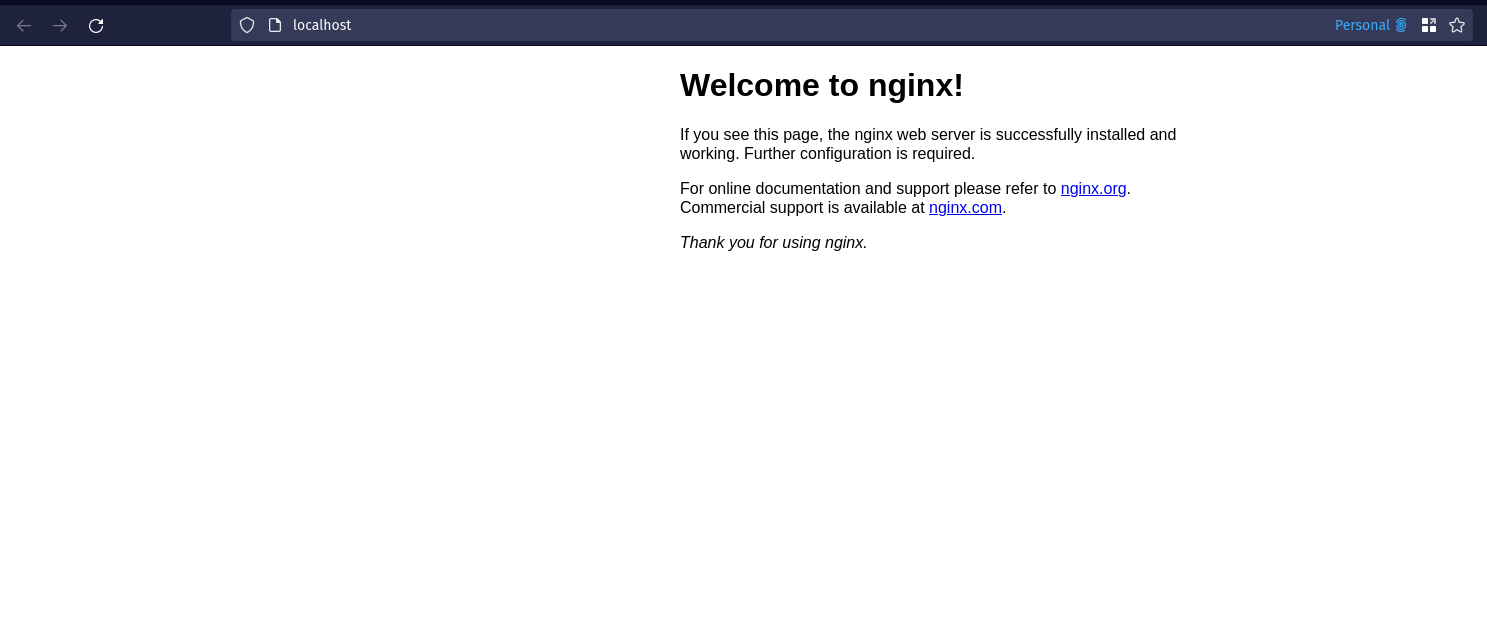 localhost
Personal
Welcome to nginx!
If you see this page, the nginx web server is successfully installed and
working. Further configuration is required.
For online documentation and support please refer to nginx.org.
Commercial support is available at nginx.com.
Thank you for using nginx.